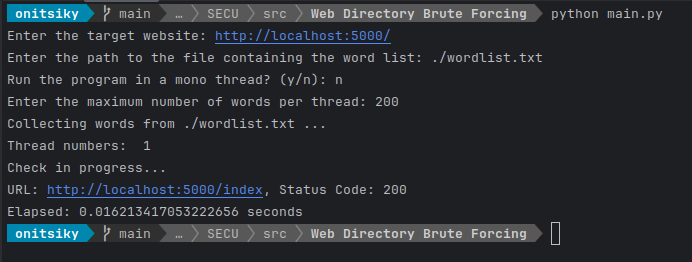 onitsky main … SECU src Web Directory Brute Forcing python main.py
Enter the target website: http://localhost:5000/
Enter the path to the file containing the word list: ./wordlist.txt
Run the program in a mono thread? (y/n): n
Enter the maximum number of words per thread: 200
Collecting words from ./wordlist.txt ...
Thread numbers:  1
Check in progress...
URL: http://localhost:5000/index, Status Code: 200
Elapsed: 0.016213417053222656 seconds
onitsky main … SECU src Web Directory Brute Forcing